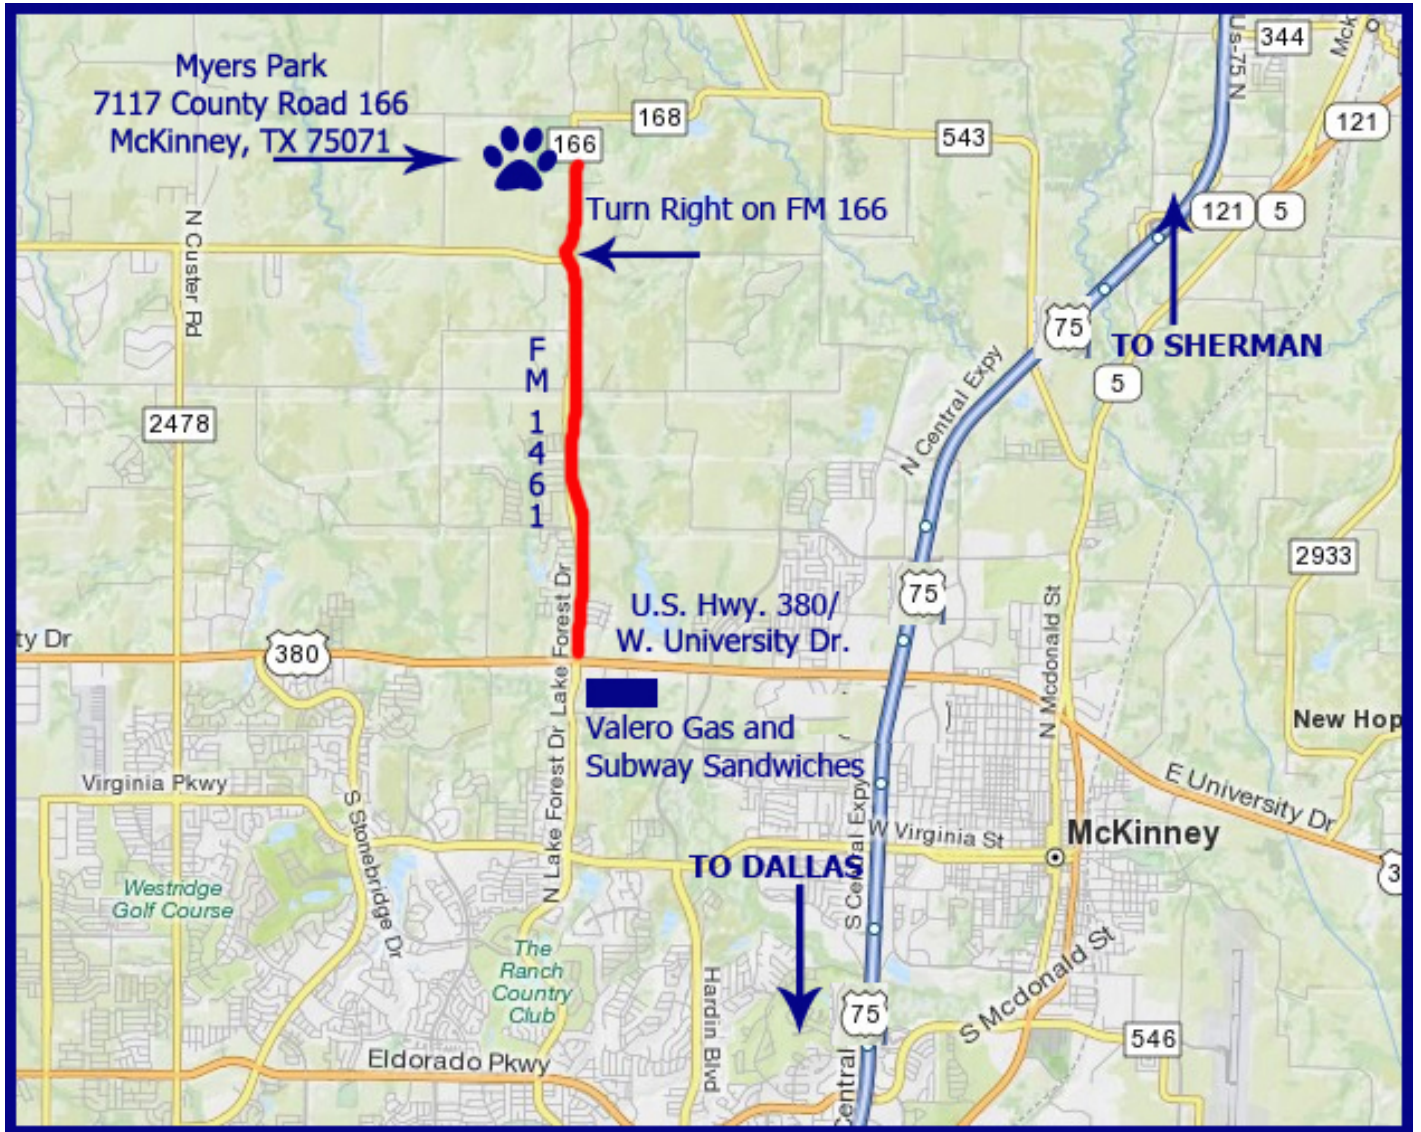 Myers Park
7117 County Road 166
McKinney, TX 75071
166
168
543
344
US-75 N
Mck
121
121
5
Turn Right on FM 166
N Custer Rd
75
TO SHERMAN
5
N Central Expy
FM 1461
2478
75
2933
U.S. Hwy. 380/
W. University Dr.
ty Dr
380
Lake Forest Dr
N Lake Forest Dr
N Mcdonald St
Valero Gas and
Subway Sandwiches
New Hop
E University Dr
Virginia Pkwy
S Stonebridge Dr
W Virginia St
McKinney
TO DALLAS
S Central Expy
3
Westridge
Golf Course
The
Ranch
Country
Club
Hardin Blvd
75
S Mcdonald St
546
Eldorado Pkwy
Central